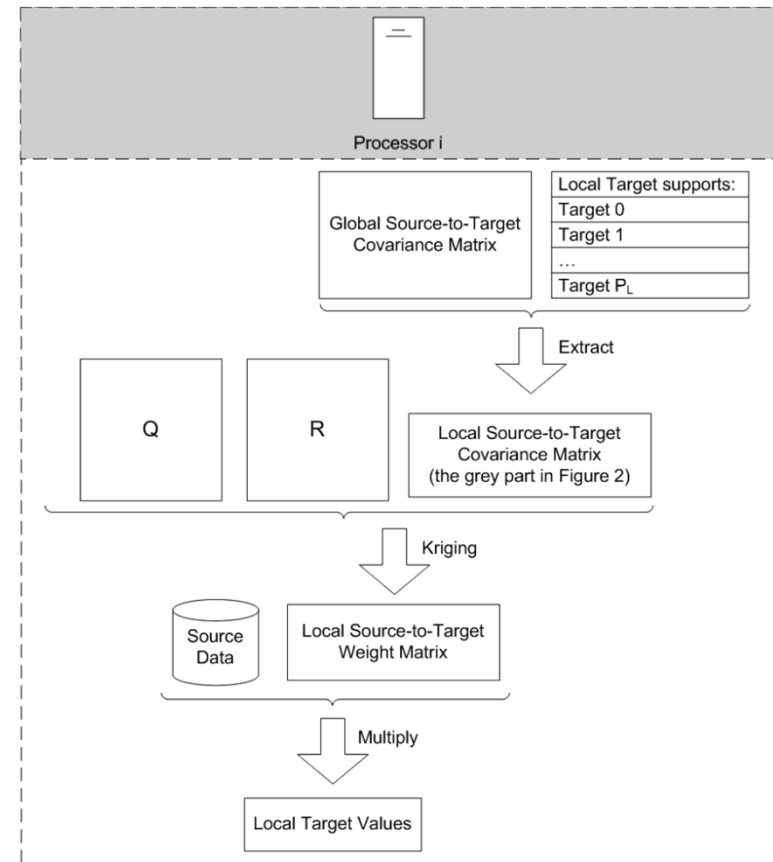 Processor i
Global Source-to-Target
Covariance Matrix
Local Target supports:
Target 0
Target 1
...
Target P_L
Extract
Q
R
Local Source-to-Target
Covariance Matrix
(the grey part in Figure 2)
Kriging
Source
Data
Local Source-to-Target
Weight Matrix
Multiply
Local Target Values